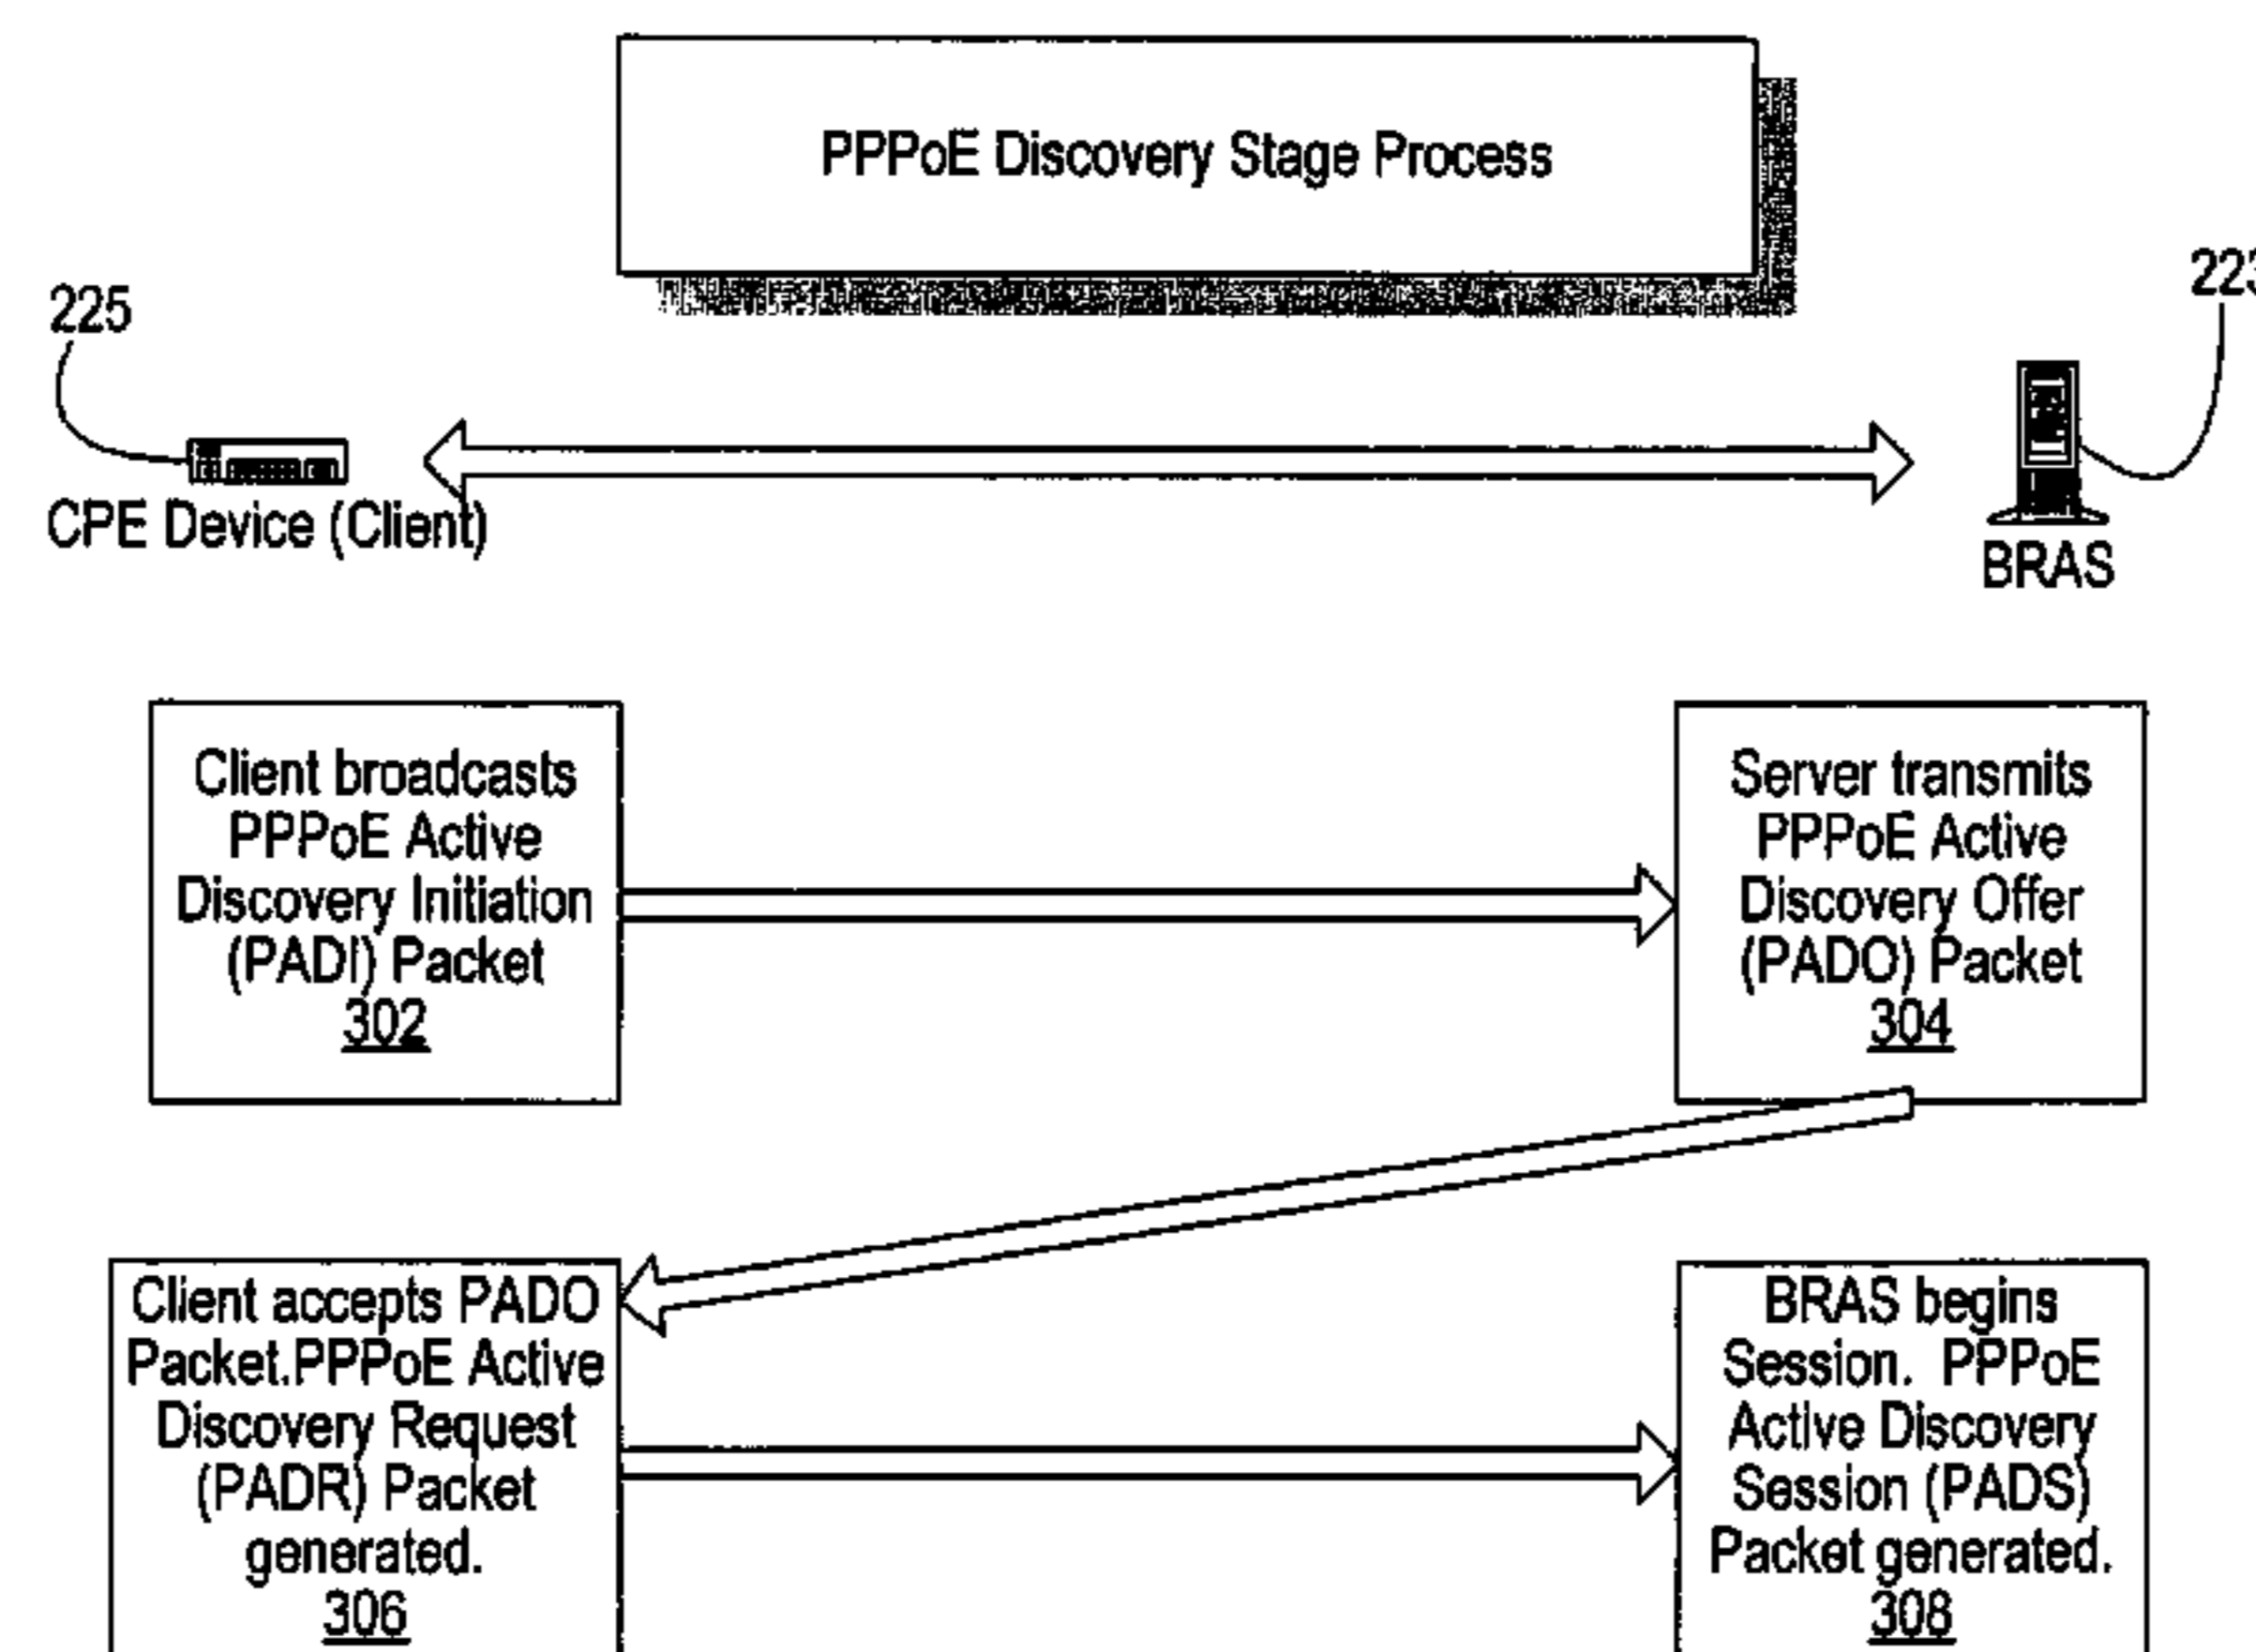 PPPoE Discovery Stage Process
225
223
CPE Device (Client)
BRAS
Client broadcasts
PPPoE Active
Discovery Initiation
(PADI) Packet
302
Server transmits
PPPoE Active
Discovery Offer
(PADO) Packet
304
Client accepts PADO
Packet.PPPoE Active
Discovery Request
(PADR) Packet
generated.
306
BRAS begins
Session. PPPoE
Active Discovery
Session (PADS)
Packet generated.
308